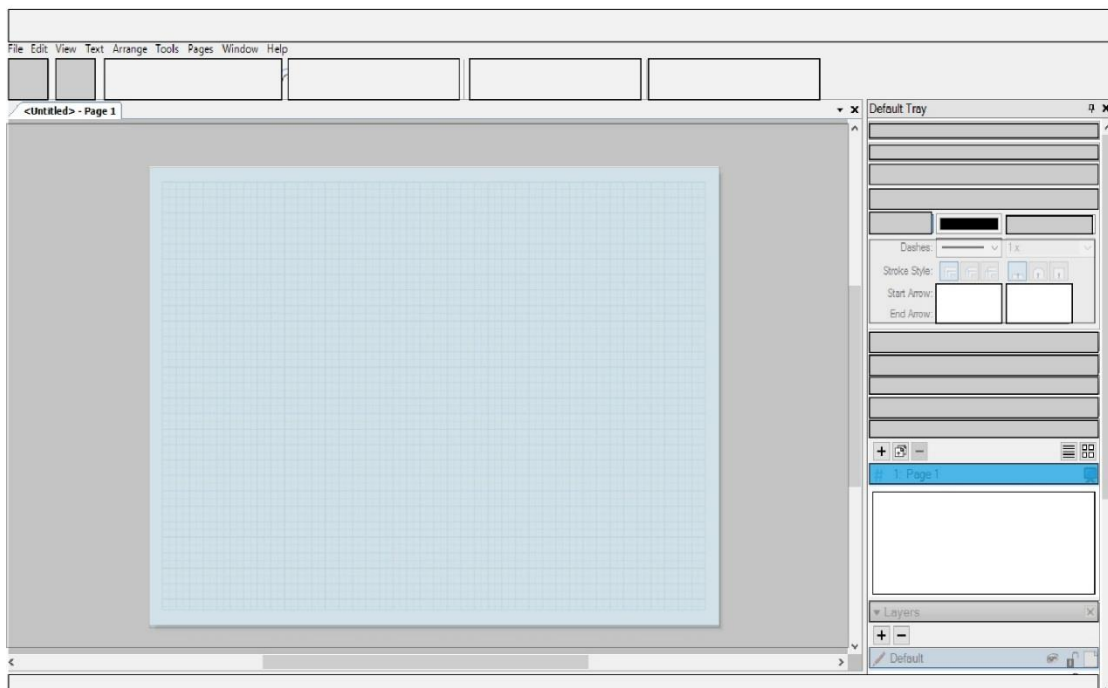 File Edit View Text Arrange Tools Pages Window Help
<Untitled> - Page 1
Default Tray
Dashes: 1 x
Stroke Style:
Start Arrow:
End Arrow:
# 1: Page 1
Layers
Default